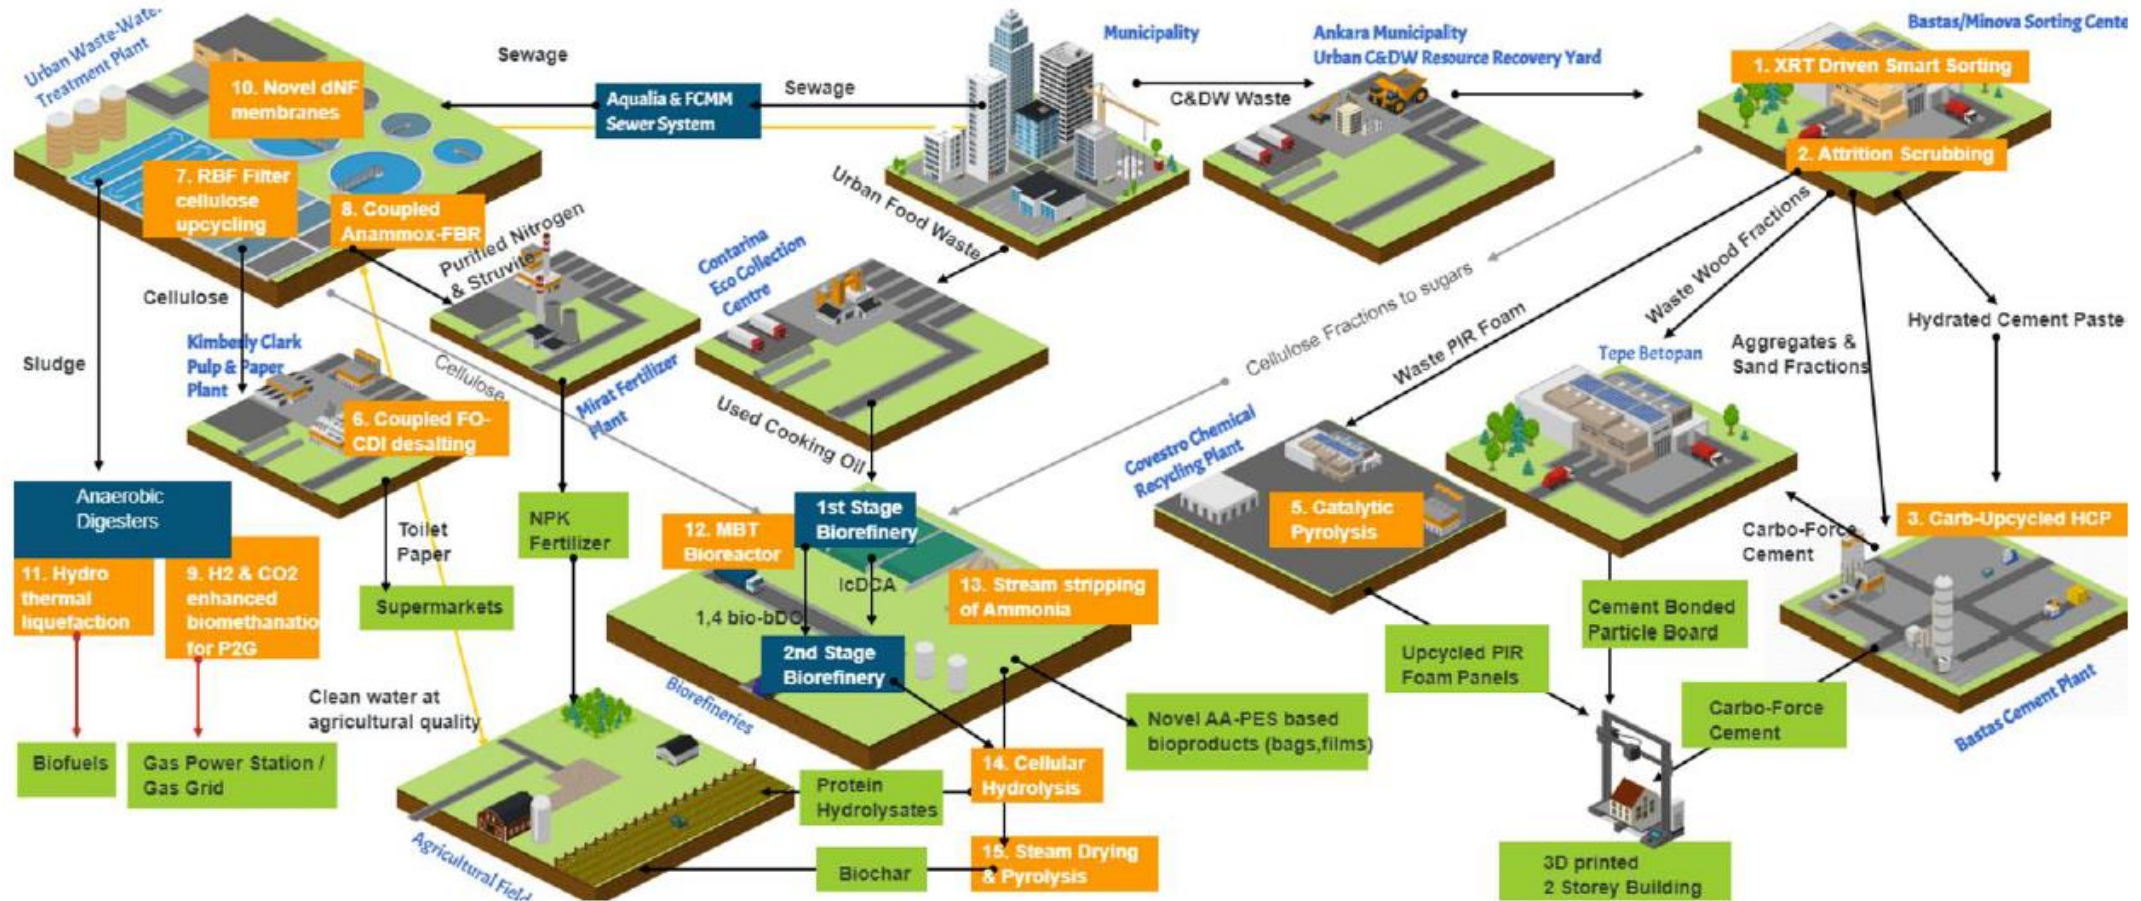 Urban Waste-Water
Treatment Plant
10. Novel dNF
membranes
7. RBF Filter
cellulose
upcycling
8. Coupled
Anammox-FBR
Sewage
Aqualia & FCMM
Sewer System
Sewage
Municipality
C&DW Waste
Ankara Municipality
Urban C&DW Resource Recovery Yard
Bastas/Minova Sorting Cente
1. XRT Driven Smart Sorting
2. Attrition Scrubbing
Urban Food Waste
Purified Nitrogen
& Struvite
Contarina
Eco Collection
Centre
Cellulose
Sludge
Kimberly Clark
Pulp & Paper
Plant
6. Coupled FO-
CDI desalting
Cellulose
Mirat Fertilizer
Plant
Used Cooking Oil
Cellulose Fractions to sugars
Waste PIR Foam
Waste Wood Fractions
Aggregates &
Sand Fractions
Hydrated Cement Paste
Tepe Betopan
Covestro Chemical
Recycling Plant
5. Catalytic
Pyrolysis
3. Carb-Upcycled HCP
Carbo-Force
Cement
Anaerobic
Digesters
11. Hydro
thermal
liquefaction
9. H2 & CO2
enhanced
biomethanatio
for P2G
Toilet
Paper
Supermarkets
NPK
Fertilizer
12. MBT
Bioreactor
1st Stage
Biorefinery
lcDCA
1,4 bio-bDO
13. Stream stripping
of Ammonia
2nd Stage
Biorefinery
Biorefineries
Cement Bonded
Particle Board
Upcycled PIR
Foam Panels
Carbo-Force
Cement
Bastas Cement Plant
Clean water at
agricultural quality
Biofuels
Gas Power Station /
Gas Grid
Novel AA-PES based
bioproducts (bags,films)
14. Cellular
Hydrolysis
Protein
Hydrolysates
15. Steam Drying
& Pyrolysis
Biochar
Agricultural Field
3D printed
2 Storey Building